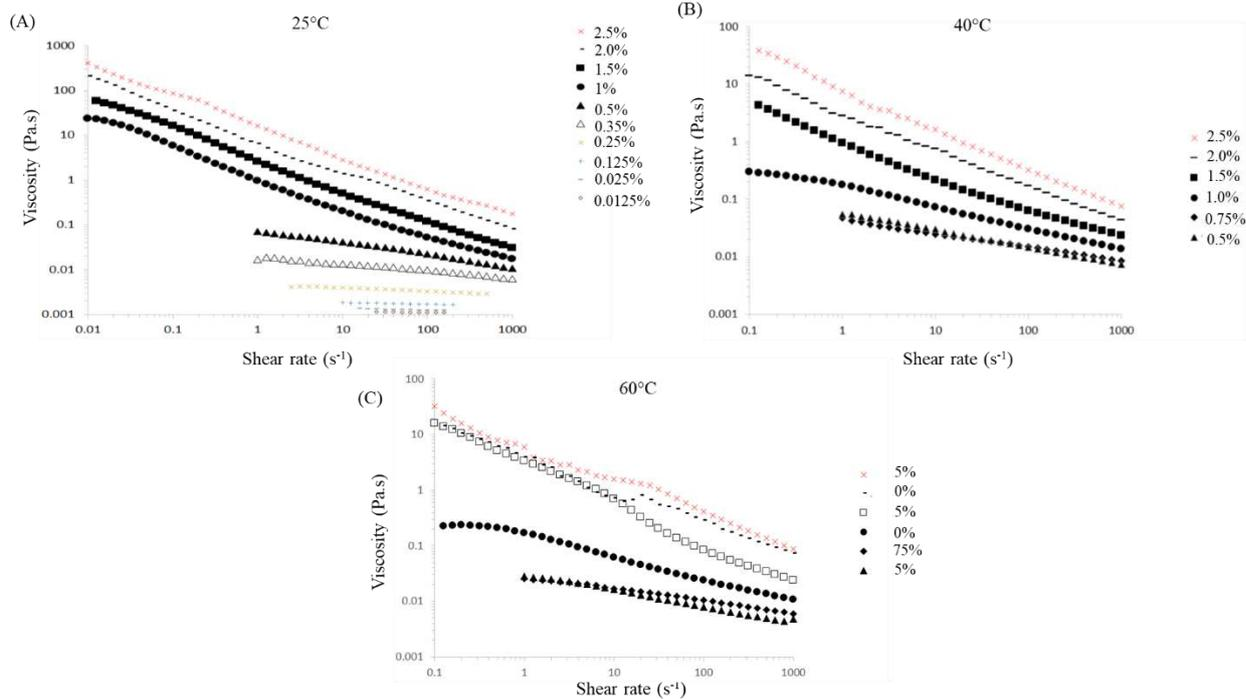 (A)
25°C
1000
100
10
1
0.1
0.01
0.001
Viscosity (Pa.s)
0.01 0.1 1 10 100 1000
Shear rate (s-1)
2.5%
2.0%
1.5%
1%
0.5%
0.35%
0.25%
0.125%
0.025%
0.0125%
(B)
40°C
100
10
1
0.1
0.01
0.001
Viscosity (Pa.s)
0.1 1 10 100 1000
Shear rate (s-1)
2.5%
2.0%
1.5%
1.0%
0.75%
0.5%
(C)
60°C
100
10
1
0.1
0.01
0.001
Viscosity (Pa.s)
0.1 1 10 100 1000
Shear rate (s-1)
5%
0%
5%
0%
75%
5%